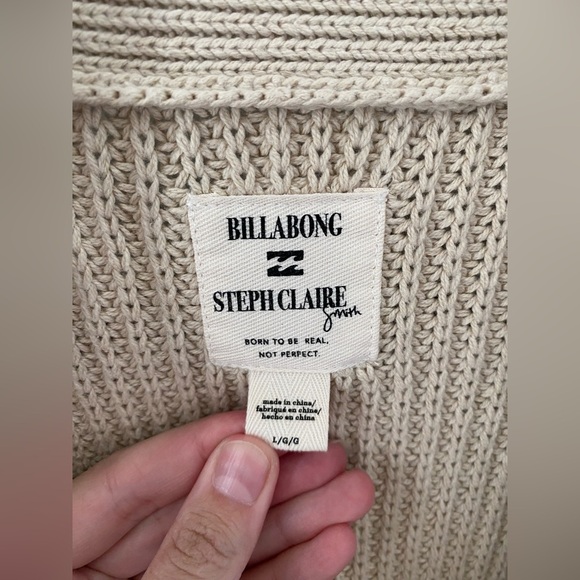 BILLABONG
STEPH CLAIRE
Smith
BORN TO BE REAL,
NOT PERFECT.
made in china/
fabriqué en chine/
hecho en china
L/G/G